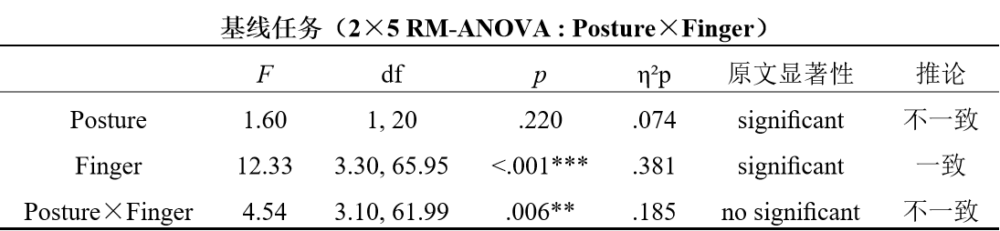 基线任务（2×5 RM-ANOVA : Posture×Finger）
F df p η²p 原文显著性 推论
Posture 1.60 1, 20 .220 .074 significant 不一致
Finger 12.33 3.30, 65.95 <.001*** .381 significant 一致
Posture×Finger 4.54 3.10, 61.99 .006** .185 no significant 不一致